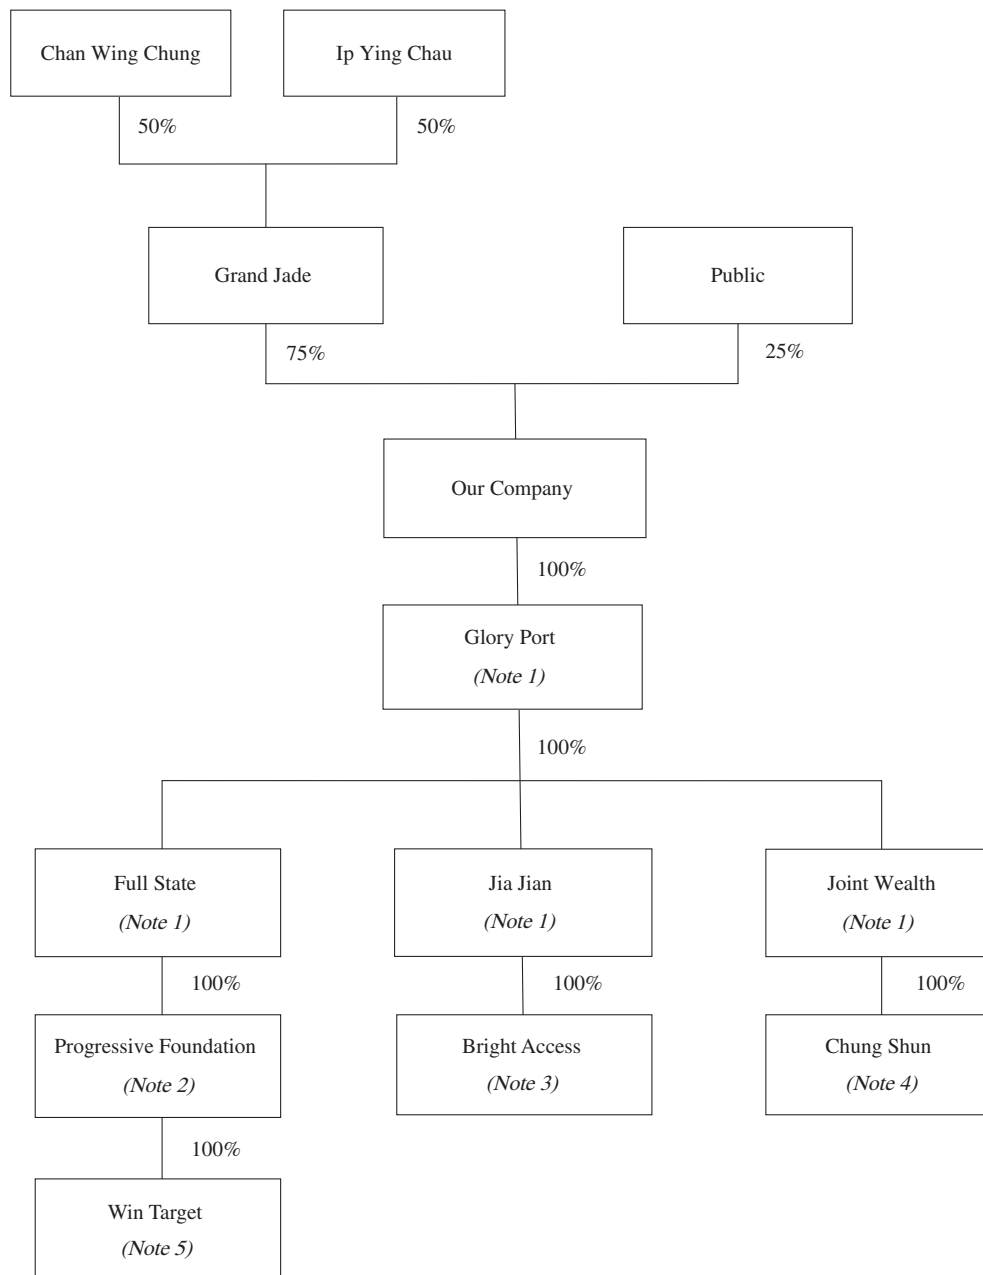 Chan Wing Chung
Ip Ying Chau
50%
50%
Grand Jade
Public
75%
25%
Our Company
100%
Glory Port
(Note 1)
100%
Full State
(Note 1)
Jia Jian
(Note 1)
Joint Wealth
(Note 1)
100%
100%
100%
Progressive Foundation
(Note 2)
Bright Access
(Note 3)
Chung Shun
(Note 4)
100%
Win Target
(Note 5)